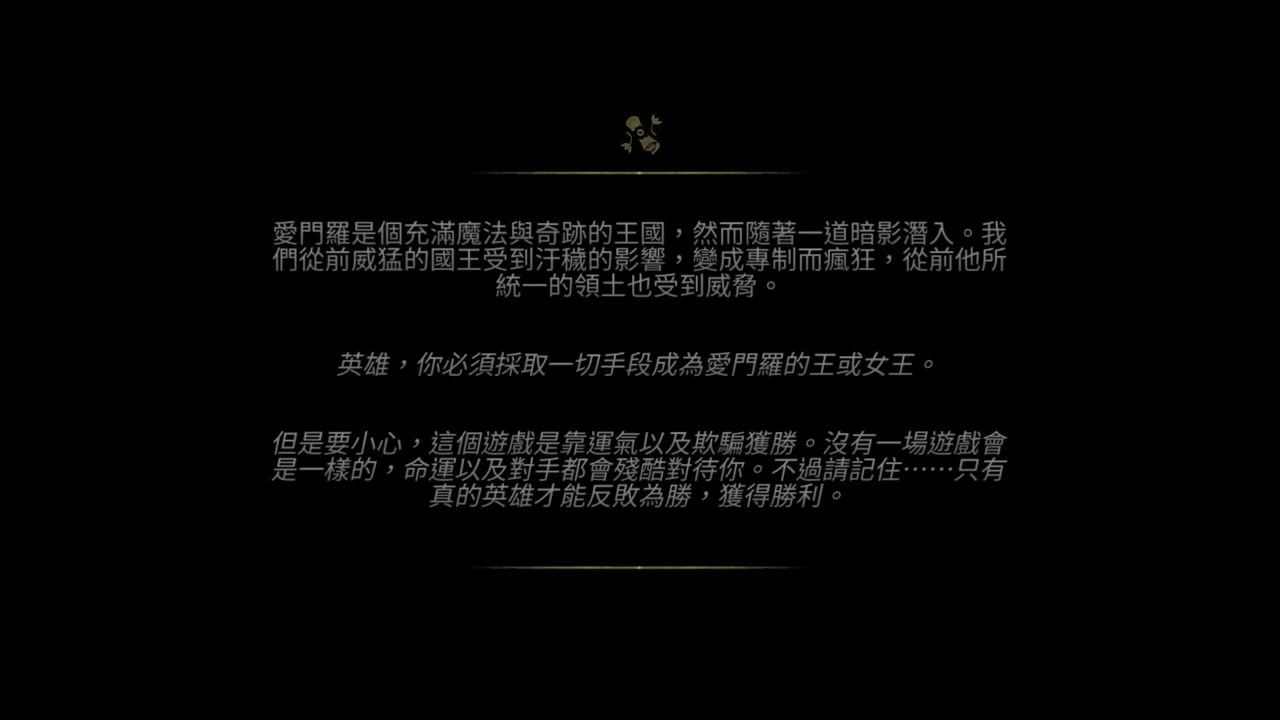 愛門羅是個充滿魔法與奇跡的王國，然而隨著一道暗影潛入。我
們從前威猛的國王受到汙穢的影響，變成專制而瘋狂，從前他所
統一的領土也受到威脅。
英雄，你必須採取一切手段成為愛門羅的王或女王。
但是要小心，這個遊戲是靠運氣以及欺騙獲勝。沒有一場遊戲會
是一樣的，命運以及對手都會殘酷對待你。不過請記住……只有
真的英雄才能反敗為勝，獲得勝利。